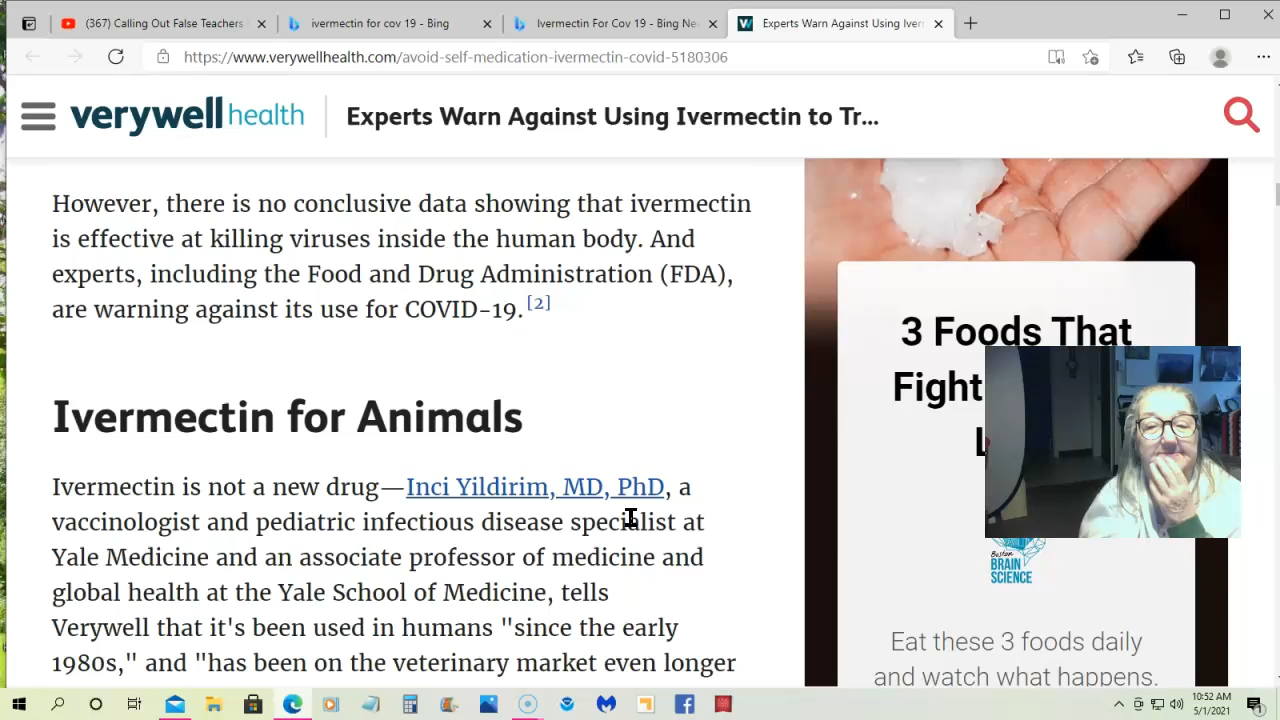 (367) Calling Out False Teachers
ivermectin for cov 19 - Bing
Ivermectin For Cov 19 - Bing Ne
Experts Warn Against Using Iver
https://www.verywellhealth.com/avoid-self-medication-ivermectin-covid-5180306
verywell health
Experts Warn Against Using Ivermectin to Tr...
However, there is no conclusive data showing that ivermectin
is effective at killing viruses inside the human body. And
experts, including the Food and Drug Administration (FDA),
are warning against its use for COVID-19. [2]
Ivermectin for Animals
Ivermectin is not a new drug—Inci Yildirim, MD, PhD, a
vaccinologist and pediatric infectious disease specialist at
Yale Medicine and an associate professor of medicine and
global health at the Yale School of Medicine, tells
Verywell that it's been used in humans "since the early
1980s," and "has been on the veterinary market even longer
3 Foods That
Fight
L
Boston
BRAIN
SCIENCE
Eat these 3 foods daily
and watch what happens.
10:52 AM
5/1/2021